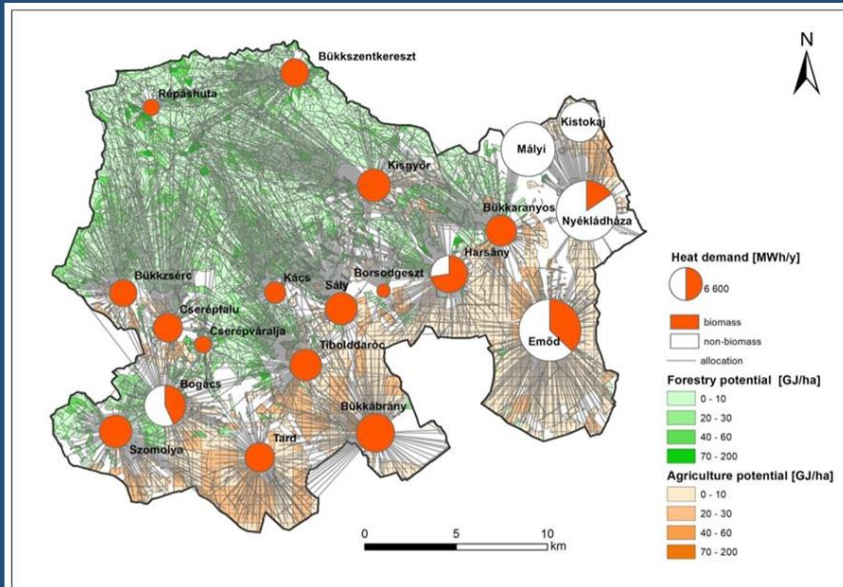 Bükkszentkereszt
N
Répáshuta
Kistokaj
Mályi
Kisgyőr
Bükkaranyos
Nyékládháza
Harsány
Heat demand [MWh/y]
6 600
Bükkzsérc
Kács
Borsodgeszt
Sály
Cserépfalu
Cserépváralja
Emőd
biomass
non-biomass
allocation
Tibolddaróc
Forestry potential [GJ/ha]
0 - 10
20 - 30
40 - 60
70 - 200
Bogács
Bükkábrány
Szomolya
Tard
Agriculture potential [GJ/ha]
0 - 10
20 - 30
40 - 60
70 - 200
0 5 10
km